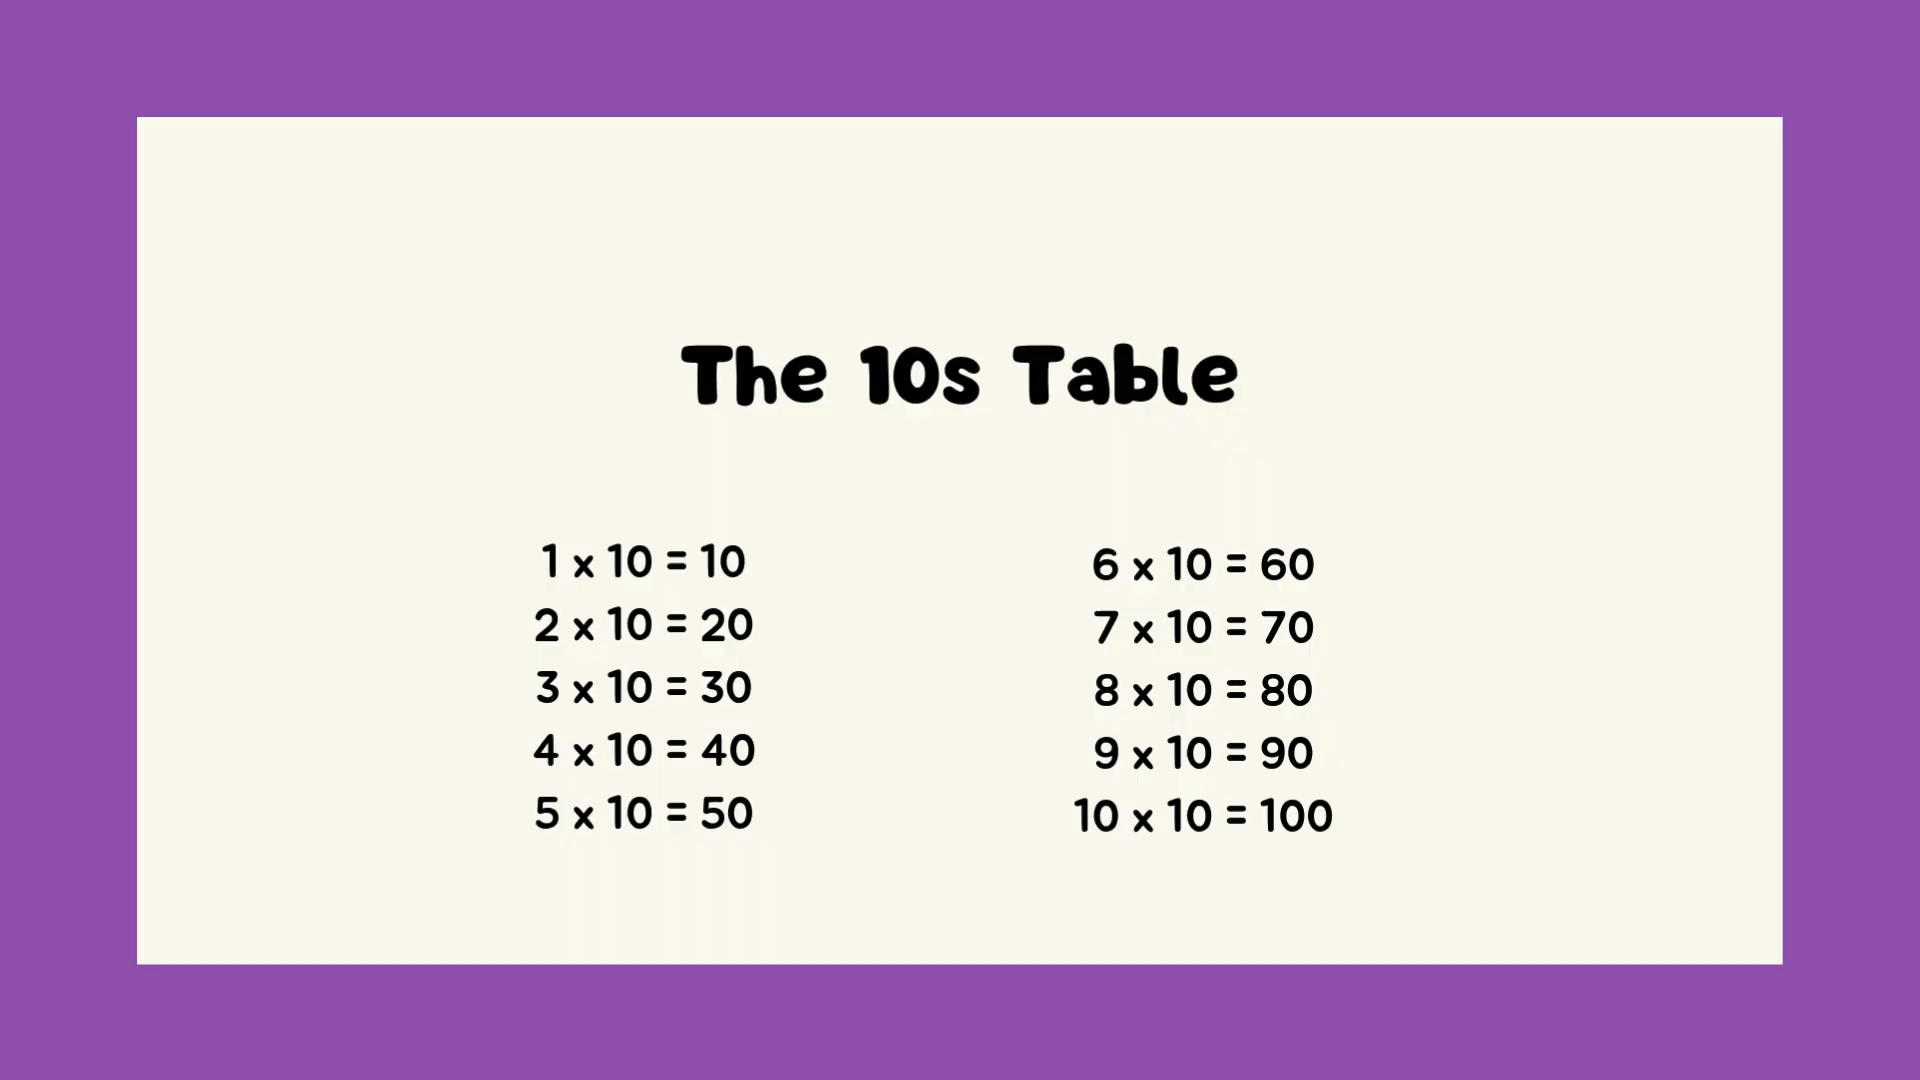 The 10s Table
1 x 10 = 10
2 x 10 = 20
3 x 10 = 30
4 x 10 = 40
5 x 10 = 50
6 x 10 = 60
7 x 10 = 70
8 x 10 = 80
9 x 10 = 90
10 x 10 = 100